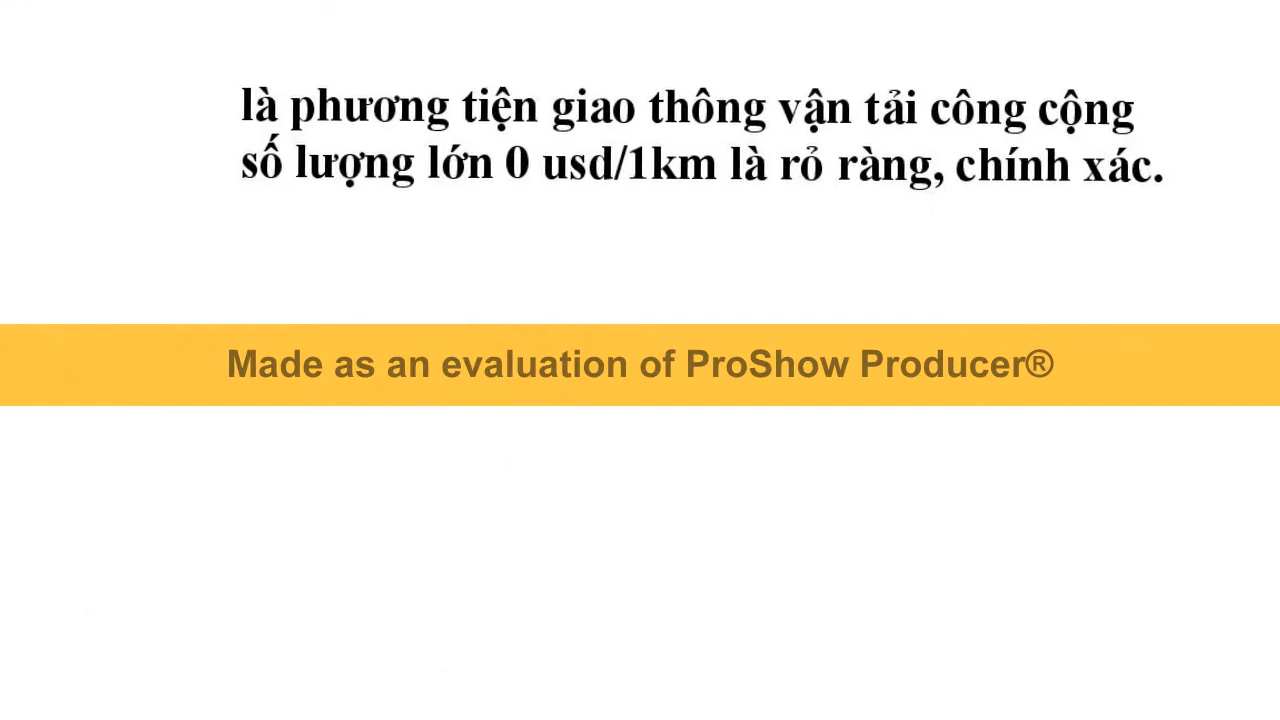 là phương tiện giao thông vận tải công cộng
số lượng lớn 0 usd/1km là rỏ ràng, chính xác.
Made as an evaluation of ProShow Producer®